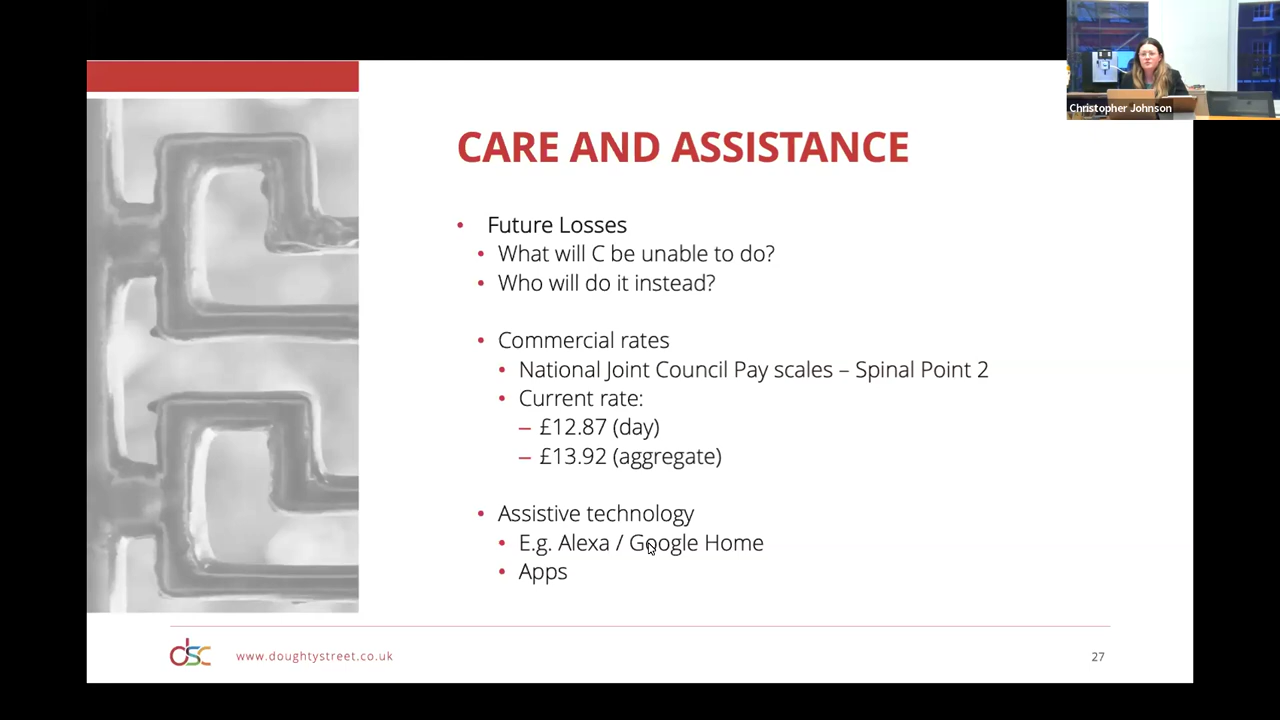 Christopher Johnson
CARE AND ASSISTANCE
• Future Losses
• What will C be unable to do?
• Who will do it instead?
• Commercial rates
• National Joint Council Pay scales – Spinal Point 2
• Current rate:
– £12.87 (day)
– £13.92 (aggregate)
• Assistive technology
• E.g. Alexa / Google Home
• Apps
dsc
www.doughtystreet.co.uk
27